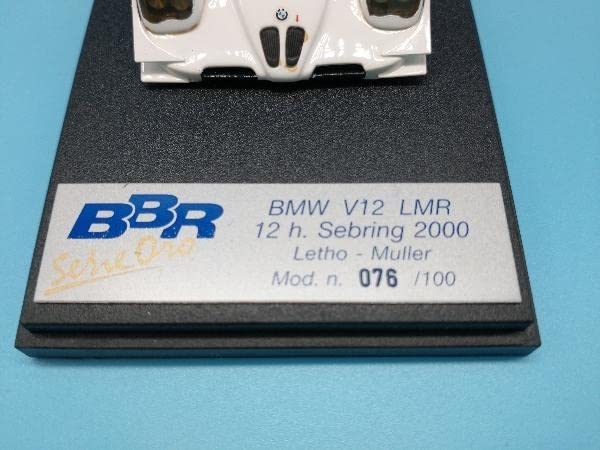 BBR
Serie Oro
BMW V12 LMR
12 h. Sebring 2000
Letho - Muller
Mod. n. 076 /100